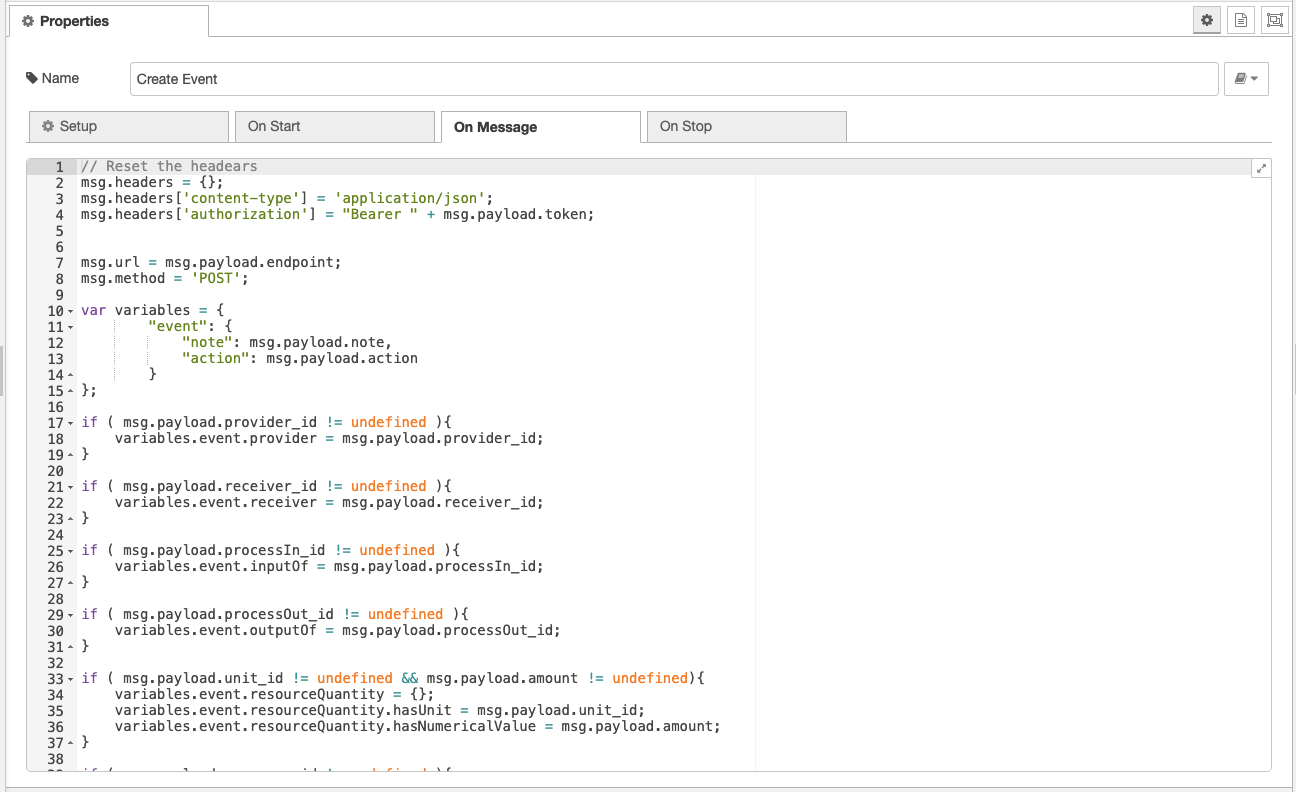 Properties
Name
Create Event
Setup
On Start
On Message
On Stop
1 // Reset the headears
2 msg.headers = {};
3 msg.headers['content-type'] = 'application/json';
4 msg.headers['authorization'] = "Bearer " + msg.payload.token;
5
6
7 msg.url = msg.payload.endpoint;
8 msg.method = 'POST';
9
10 var variables = {
11 "event": {
12 "note": msg.payload.note,
13 "action": msg.payload.action
14 }
15 };
16
17 if ( msg.payload.provider_id != undefined ){
18 variables.event.provider = msg.payload.provider_id;
19 }
20
21 if ( msg.payload.receiver_id != undefined ){
22 variables.event.receiver = msg.payload.receiver_id;
23 }
24
25 if ( msg.payload.processIn_id != undefined ){
26 variables.event.inputOf = msg.payload.processIn_id;
27 }
28
29 if ( msg.payload.processOut_id != undefined ){
30 variables.event.outputOf = msg.payload.processOut_id;
31 }
32
33 if ( msg.payload.unit_id != undefined && msg.payload.amount != undefined){
34 variables.event.resourceQuantity = {};
35 variables.event.resourceQuantity.hasUnit = msg.payload.unit_id;
36 variables.event.resourceQuantity.hasNumericalValue = msg.payload.amount;
37 }
38